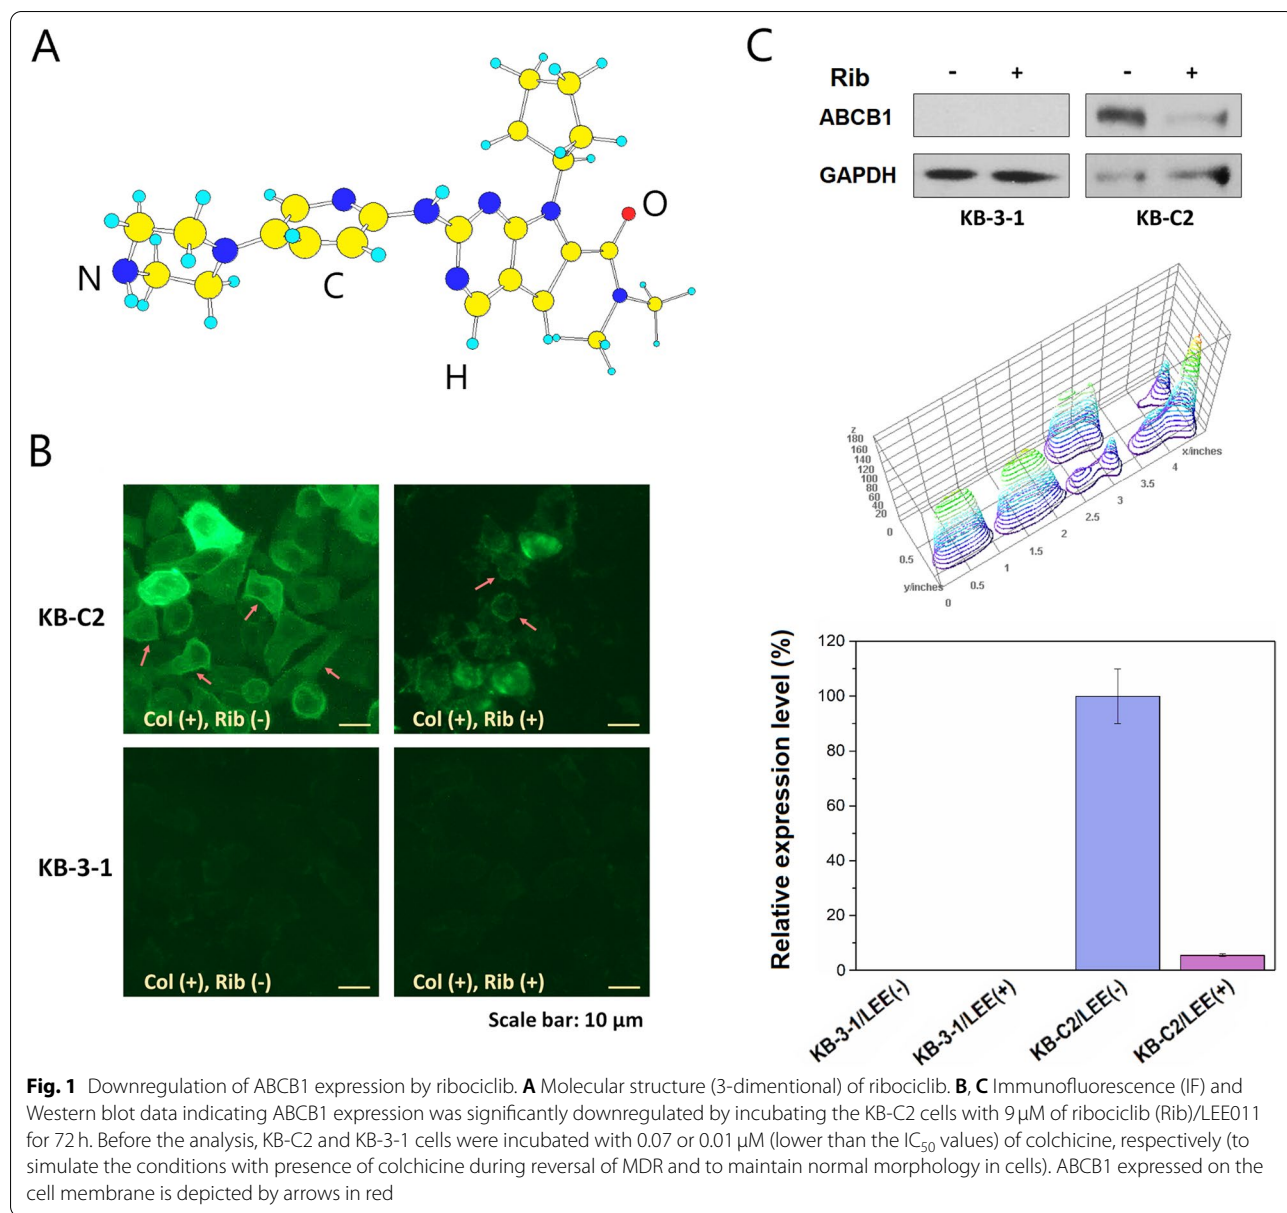 A
O
N
C
H
B
KB-C2
Col (+), Rib (-)
Col (+), Rib (+)
KB-3-1
Col (+), Rib (-)
Col (+), Rib (+)
Scale bar: 10 µm
C
Rib - + - +
ABCB1
GAPDH
KB-3-1 KB-C2
z
180
160
140
120
100
80
60
40
20
0
0.5
y/inches
0
0.5
1
1.5
2
2.5
3
3.5
4
x/inches
Relative expression level (%)
120
100
80
60
40
20
0
KB-3-1/LEE(-)
KB-3-1/LEE(+)
KB-C2/LEE(-)
KB-C2/LEE(+)
Fig. 1 Downregulation of ABCB1 expression by ribociclib. A Molecular structure (3-dimentional) of ribociclib. B, C Immunofluorescence (IF) and
Western blot data indicating ABCB1 expression was significantly downregulated by incubating the KB-C2 cells with 9 µM of ribociclib (Rib)/LEE011
for 72 h. Before the analysis, KB-C2 and KB-3-1 cells were incubated with 0.07 or 0.01 µM (lower than the IC50 values) of colchicine, respectively (to
simulate the conditions with presence of colchicine during reversal of MDR and to maintain normal morphology in cells). ABCB1 expressed on the
cell membrane is depicted by arrows in red